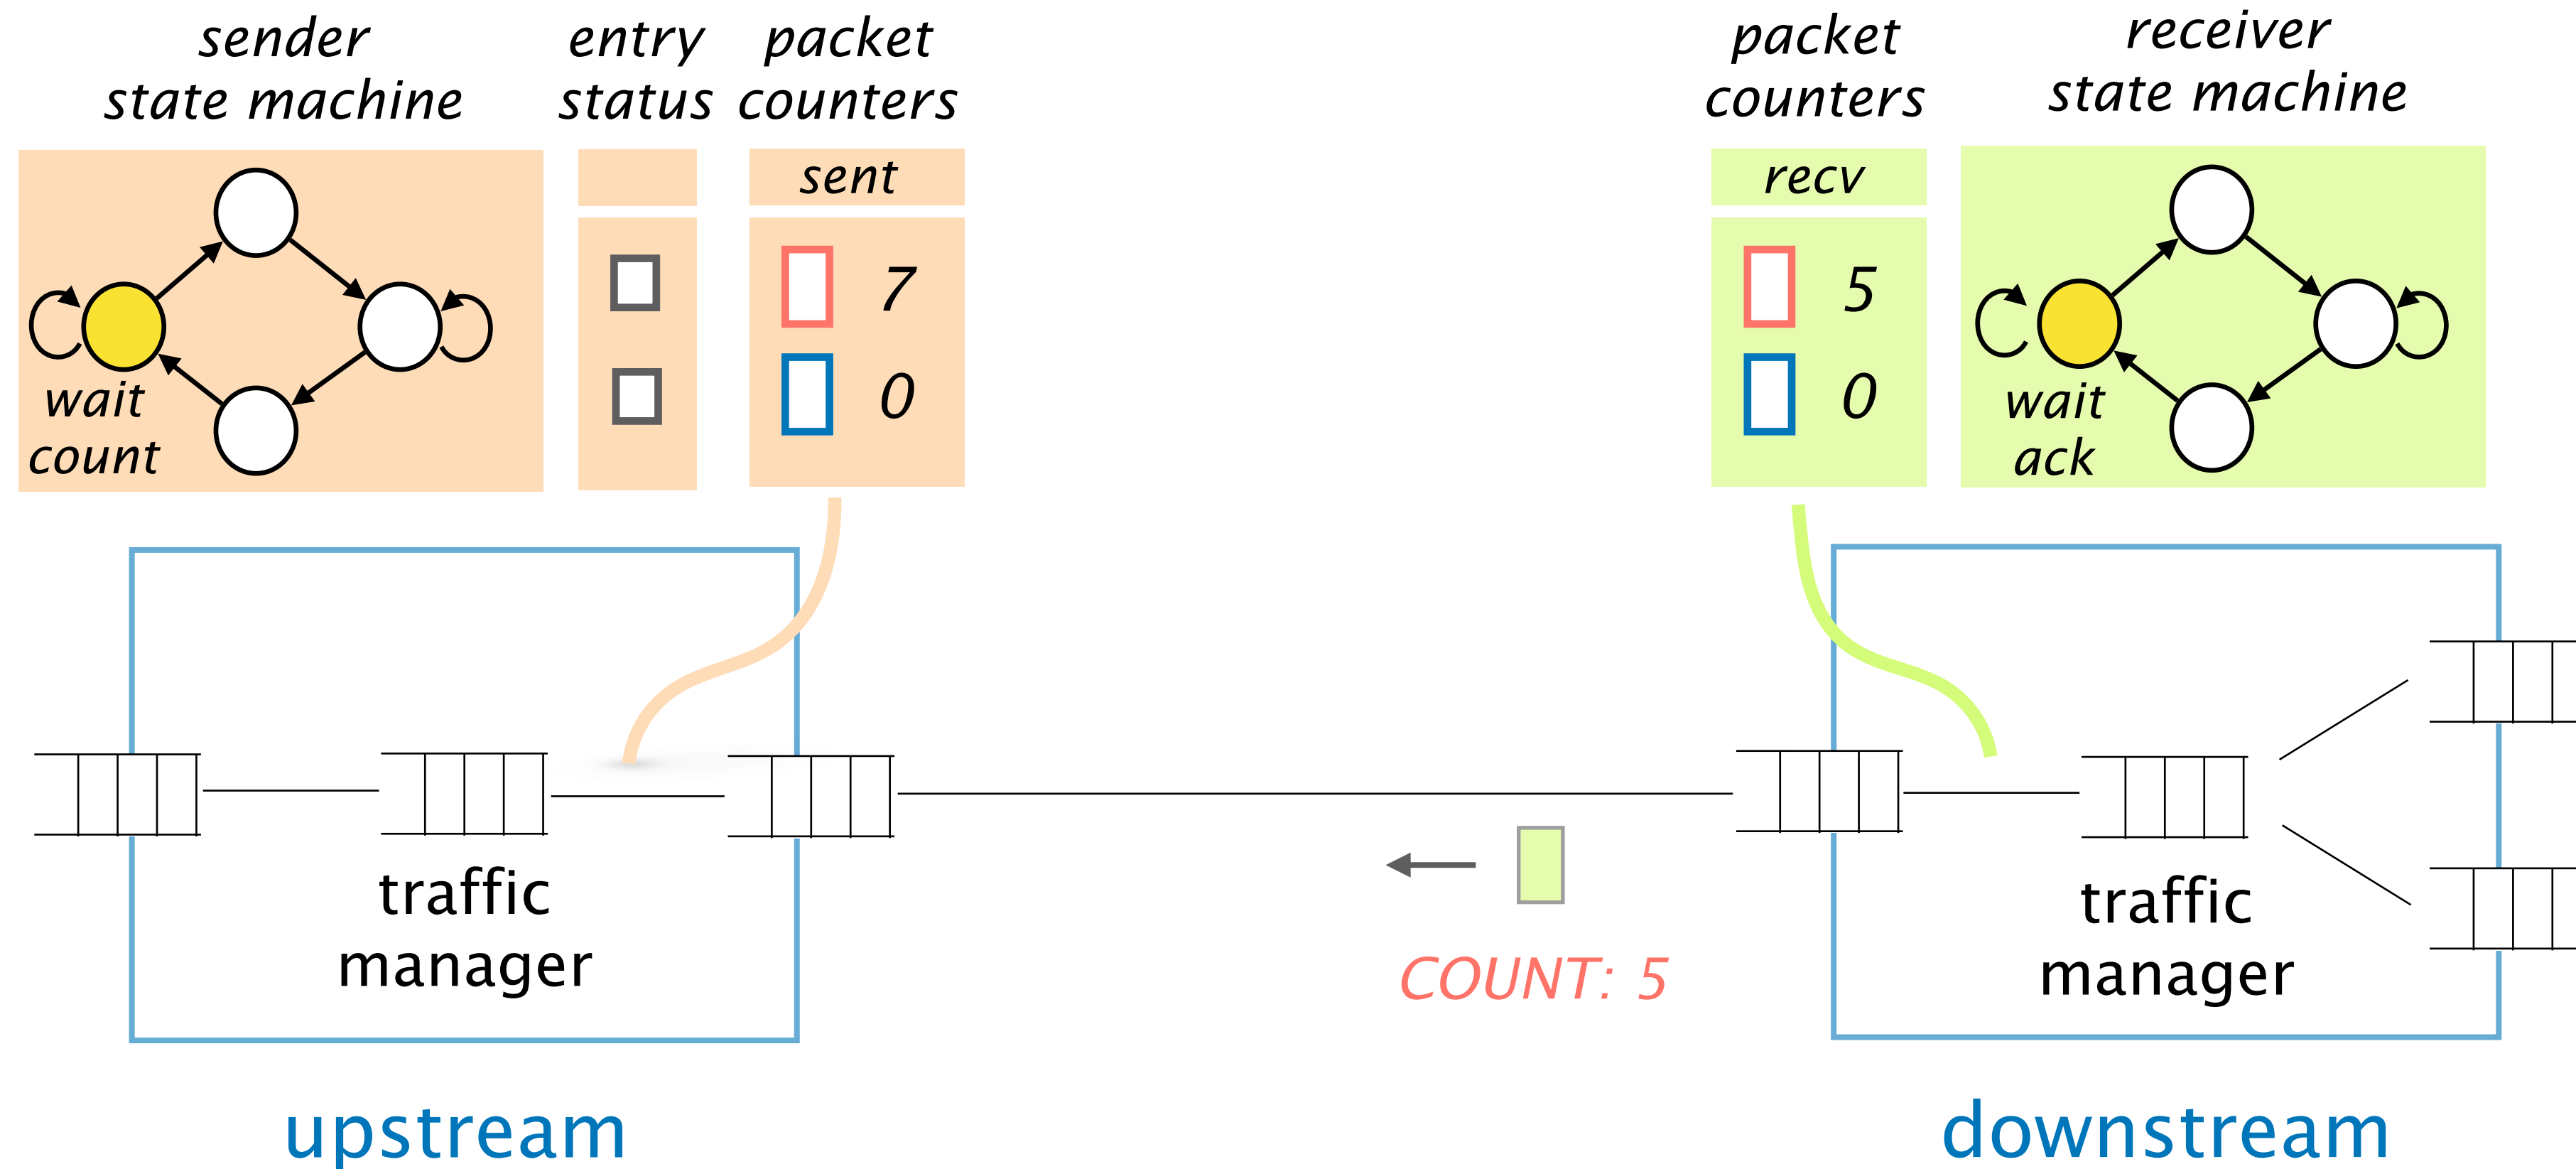 sender
state machine
entry
status
packet
counters
packet
counters
receiver
state machine
sent
7
0
wait
count
recv
5
0
wait
ack
traffic
manager
COUNT: 5
traffic
manager
upstream
downstream